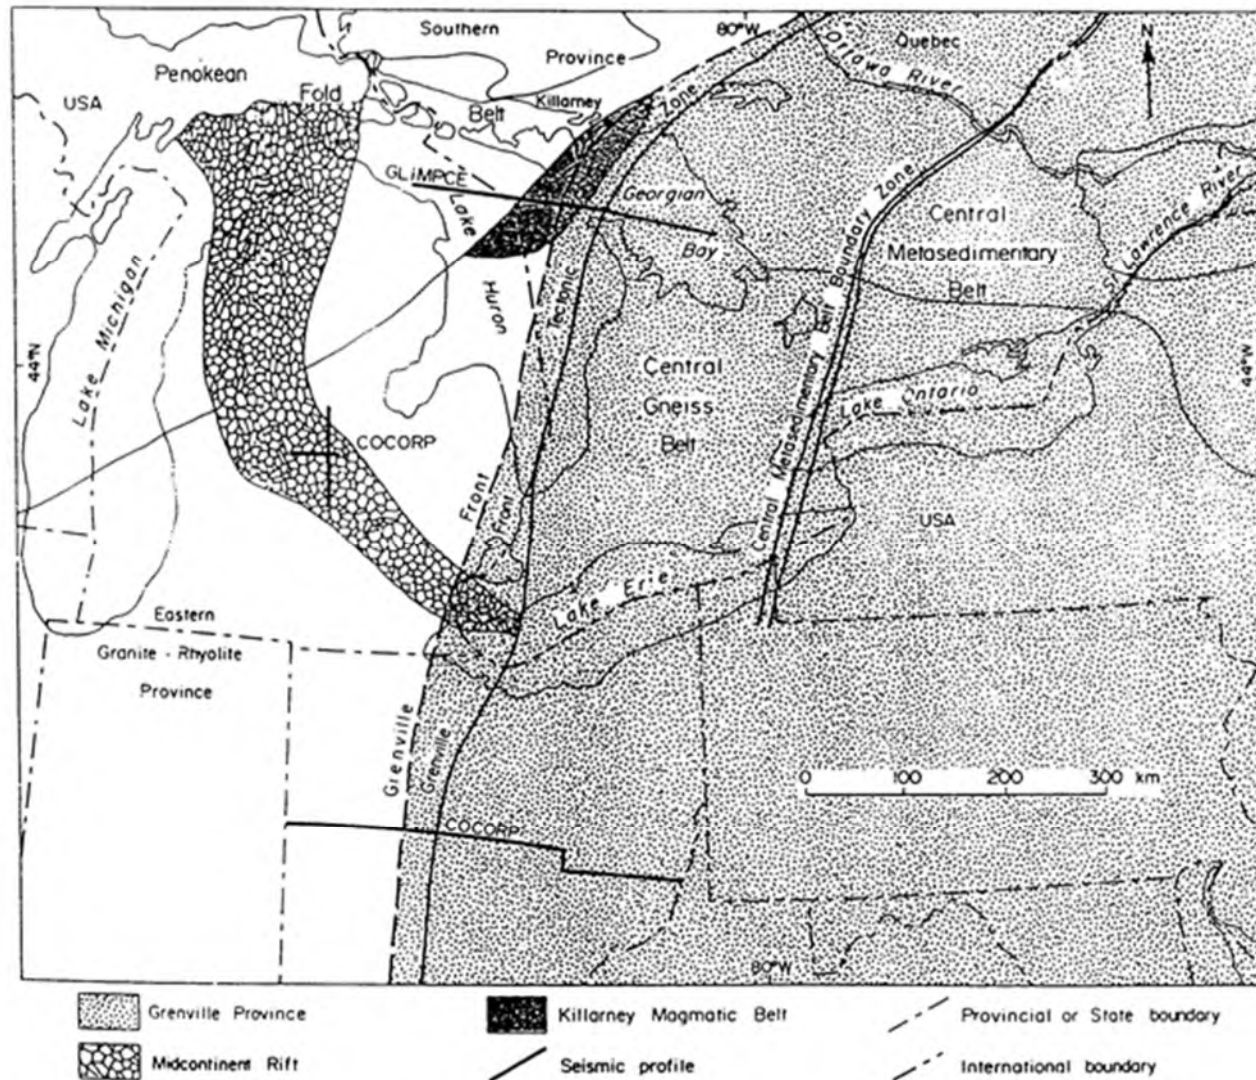 Southern
Province
80°W
Quebec
Ottawa River
N
Penokean
USA
Fold
Belt
Killarney
Zone
GLIMPCE
Lake
Huron
Georgian
Bay
Central
Metasedimentary
Belt
St. Lawrence River
Lake Michigan
44°N
44°W
Tectonic
Central
Gneiss
Belt
Central Metasedimentary Belt Boundary Zone
Lake Ontario
COCORP
Front
Front
USA
Lake Erie
Eastern
Granite - Rhyolite
Province
Grenville
Grenville
0 100 200 300 km
COCORP
80°W
Grenville Province
Killarney Magmatic Belt
Provincial or State boundary
Midcontinent Rift
Seismic profile
International boundary